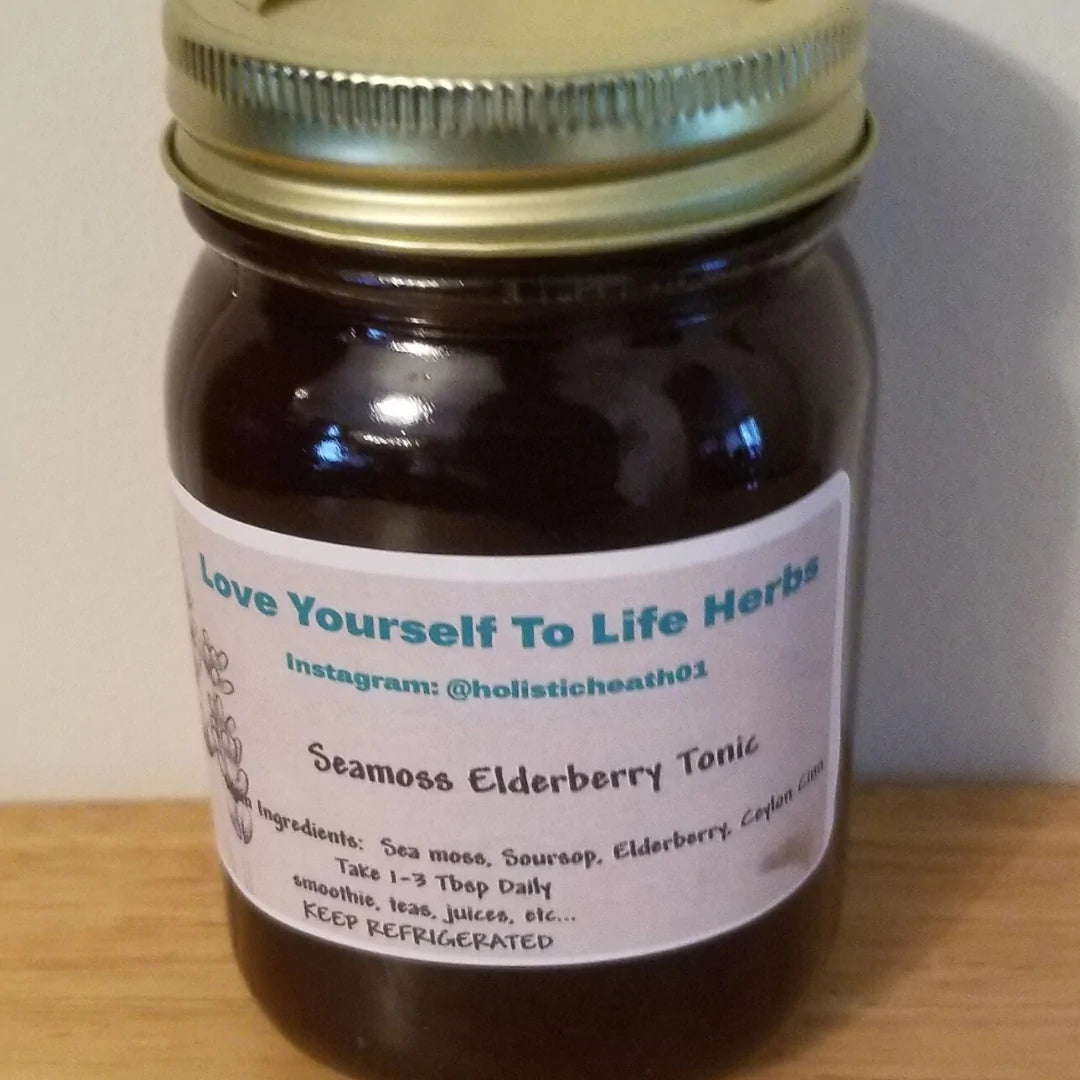 Love Yourself To Life Herbs
Instagram: @holisticheath01
Seamoss Elderberry Tonic
Ingredients: Sea moss, Soursop, Elderberry, Ceylon Cinn
Take 1-3 Tbsp Daily
smoothie, teas, juices, etc...
KEEP REFRIGERATED